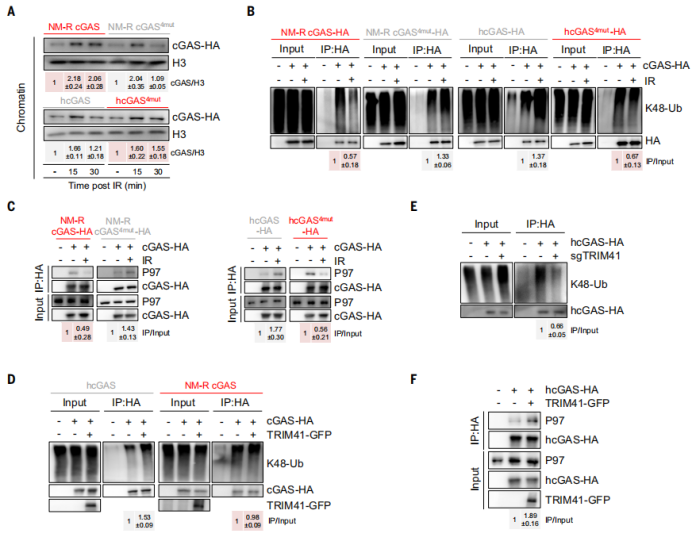 A
NM-R cGAS NM-R cGAS4mut
cGAS-HA
H3
1 2.18 ±0.24 2.06 ±0.28 1 2.04 ±0.35 1.09 ±0.05 cGAS/H3
hcGAS hcGAS4mut
cGAS-HA
H3
1 1.66 ±0.11 1.21 ±0.18 1 1.80 ±0.22 1.55 ±0.18 cGAS/H3
- 15 30 - 15 30
Time post IR (min)
Chromatin
B
NM-R cGAS-HA NM-R cGAS4mut-HA hcGAS-HA hcGAS4mut-HA
Input IP:HA Input IP:HA Input IP:HA Input IP:HA
- + + - + + - + + - + + - + + - + + - + + - + + cGAS-HA
- - + - - + - - + - - + - - + - - + - - + - - + IR
K48-Ub
HA
1 0.57 ±0.18 1 1.33 ±0.06 1 1.37 ±0.18 1 0.67 ±0.13 IP/Input
C
NM-R cGAS-HA NM-R cGAS4mut-HA
- + + - + + cGAS-HA
- - + - - + IR
P97
cGAS-HA
P97
cGAS-HA
Input IP:HA
1 0.49 ±0.28 1 1.43 ±0.13 IP/Input
hcGAS -HA hcGAS4mut -HA
- + + - + + cGAS-HA
- - + - - + IR
P97
cGAS-HA
P97
cGAS-HA
Input IP:HA
1 1.77 ±0.30 1 0.56 ±0.21 IP/Input
E
Input IP:HA
- + + - + + hcGAS-HA
- - + - - + sgTRIM41
K48-Ub
hcGAS-HA
1 0.66 ±0.05 IP/Input
D
hcGAS NM-R cGAS
Input IP:HA Input IP:HA
- + + - + + - + + - + + cGAS-HA
- - + - - + - - + - - + TRIM41-GFP
K48-Ub
cGAS-HA
TRIM41-GFP
1 1.53 ±0.09 1 0.98 ±0.09 IP/Input
F
- + + hcGAS-HA
- - + TRIM41-GFP
P97
hcGAS-HA
P97
hcGAS-HA
TRIM41-GFP
Input IP:HA
1 1.89 ±0.16 IP/Input